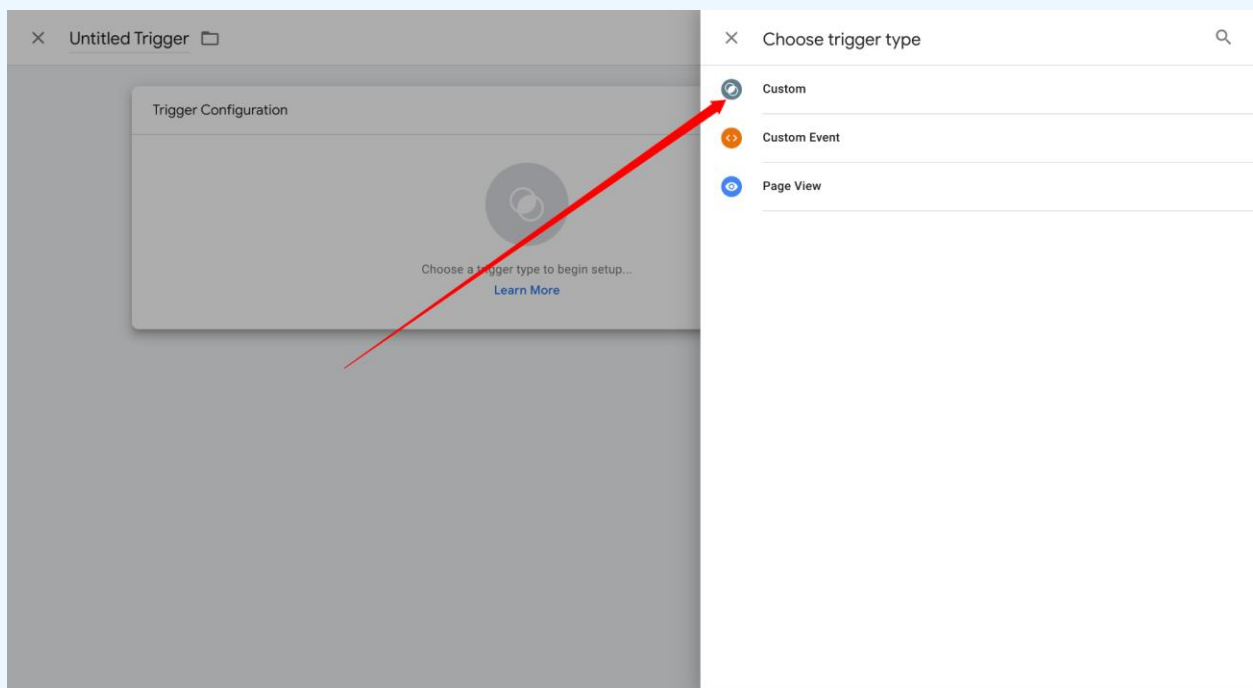 Untitled Trigger
Trigger Configuration
Choose a trigger type to begin setup...
Learn More
Choose trigger type
Custom
Custom Event
Page View